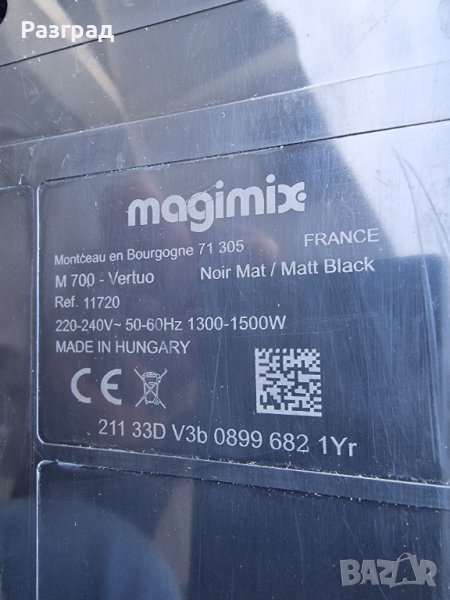 Разград
magimix
Montceau en Bourgogne 71 305 FRANCE
M 700 - Vertuo Noir Mat / Matt Black
Ref. 11720
220-240V~ 50-60Hz 1300-1500W
MADE IN HUNGARY
CE
211 33D V3b 0899 682 1Yr
BAZAR